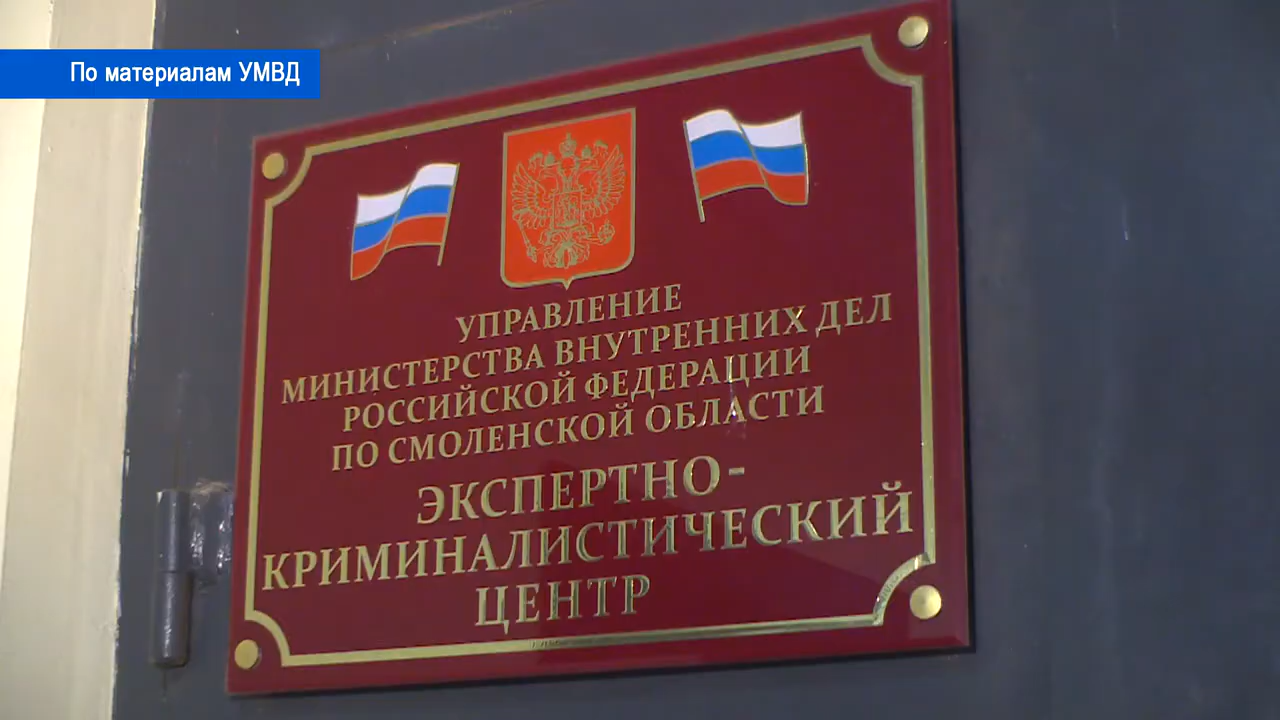 По материалам УМВД
УПРАВЛЕНИЕ
МИНИСТЕРСТВА ВНУТРЕННИХ ДЕЛ
РОССИЙСКОЙ ФЕДЕРАЦИИ
ПО СМОЛЕНСКОЙ ОБЛАСТИ
ЭКСПЕРТНО-
КРИМИНАЛИСТИЧЕСКИЙ
ЦЕНТР